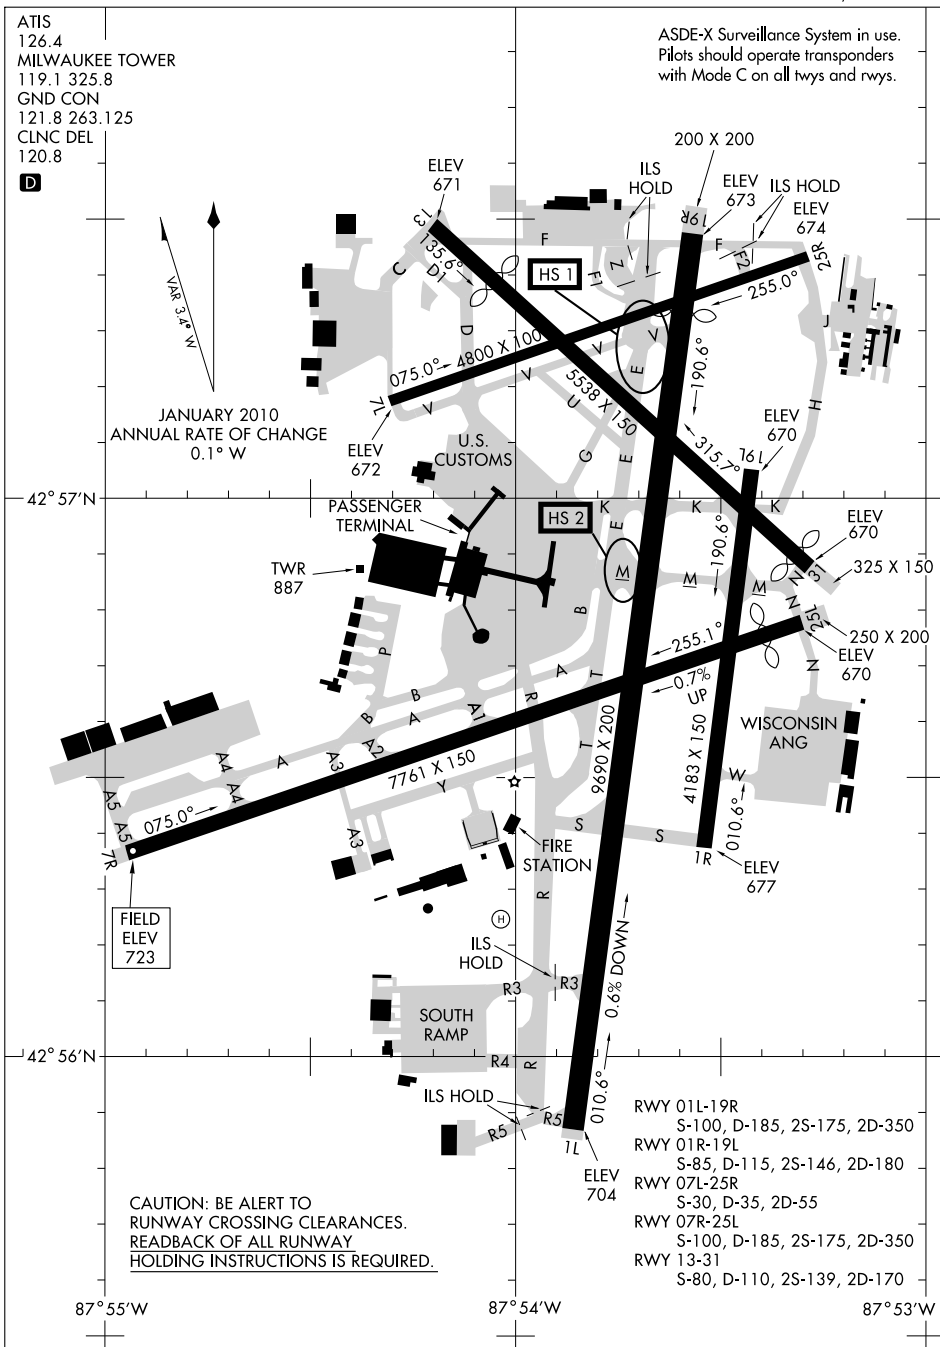 ATIS
126.4
MILWAUKEE TOWER
119.1 325.8
GND CON
121.8 263.125
CLNC DEL
120.8
D
ASDE-X Surveillance System in use.
Pilots should operate transponders
with Mode C on all twys and rwys.
200 X 200
ELEV
671
ILS
HOLD
ELEV
673
ILS HOLD
ELEV
674
13
19R
25R
135.6°
D1
C
F
F
F1
Z
F2
HS 1
255.0°
VAR 3.4° W
D
J
075.0°
4800 X 100
V
V
V
V
E
190.6°
7L
5538 X 150
U
G
E
H
JANUARY 2010
ANNUAL RATE OF CHANGE
0.1° W
ELEV
672
U.S.
CUSTOMS
315.7°
19L
ELEV
670
42°57'N
PASSENGER
TERMINAL
HS 2
K
K
K
E
190.6°
ELEV
670
TWR
887
M
M
M
31
N
N
325 X 150
B
25L
250 X 200
255.1°
ELEV
670
P
0.7%
UP
N
A
T
R
B
B
A
A1
A2
A3
A
A4
A4
A5
A5
7761 X 150
T
9690 X 200
4183 X 150
WISCONSIN
ANG
W
010.6°
075.0°
Y
7R
A3
S
S
FIRE
STATION
1R
ELEV
677
FIELD
ELEV
723
H
R
ILS
HOLD
R3
R3
0.6% DOWN
SOUTH
RAMP
42°56'N
R4
R
010.6°
ILS HOLD
R5
R5
1L
ELEV
704
RWY 01L-19R
S-100, D-185, 2S-175, 2D-350
RWY 01R-19L
S-85, D-115, 2S-146, 2D-180
RWY 07L-25R
S-30, D-35, 2D-55
RWY 07R-25L
S-100, D-185, 2S-175, 2D-350
RWY 13-31
S-80, D-110, 2S-139, 2D-170
CAUTION: BE ALERT TO
RUNWAY CROSSING CLEARANCES.
READBACK OF ALL RUNWAY
HOLDING INSTRUCTIONS IS REQUIRED.
87°55'W
87°54'W
87°53'W